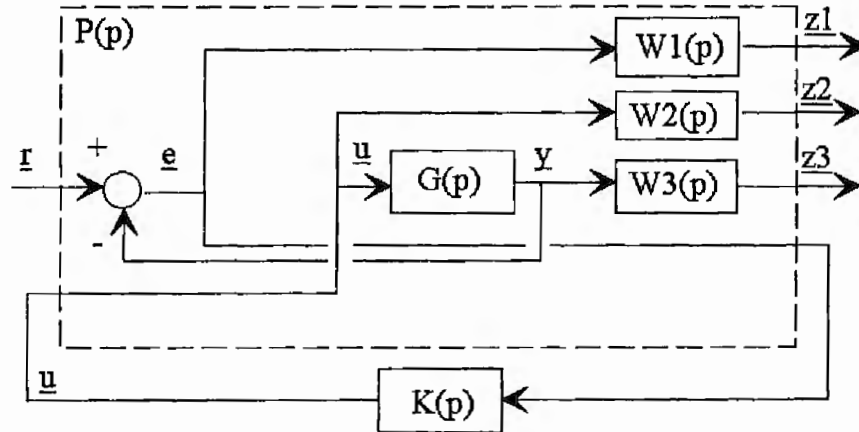 P(p)
W1(p)
z1
W2(p)
z2
r
+
e
u
G(p)
y
W3(p)
z3
-
u
K(p)